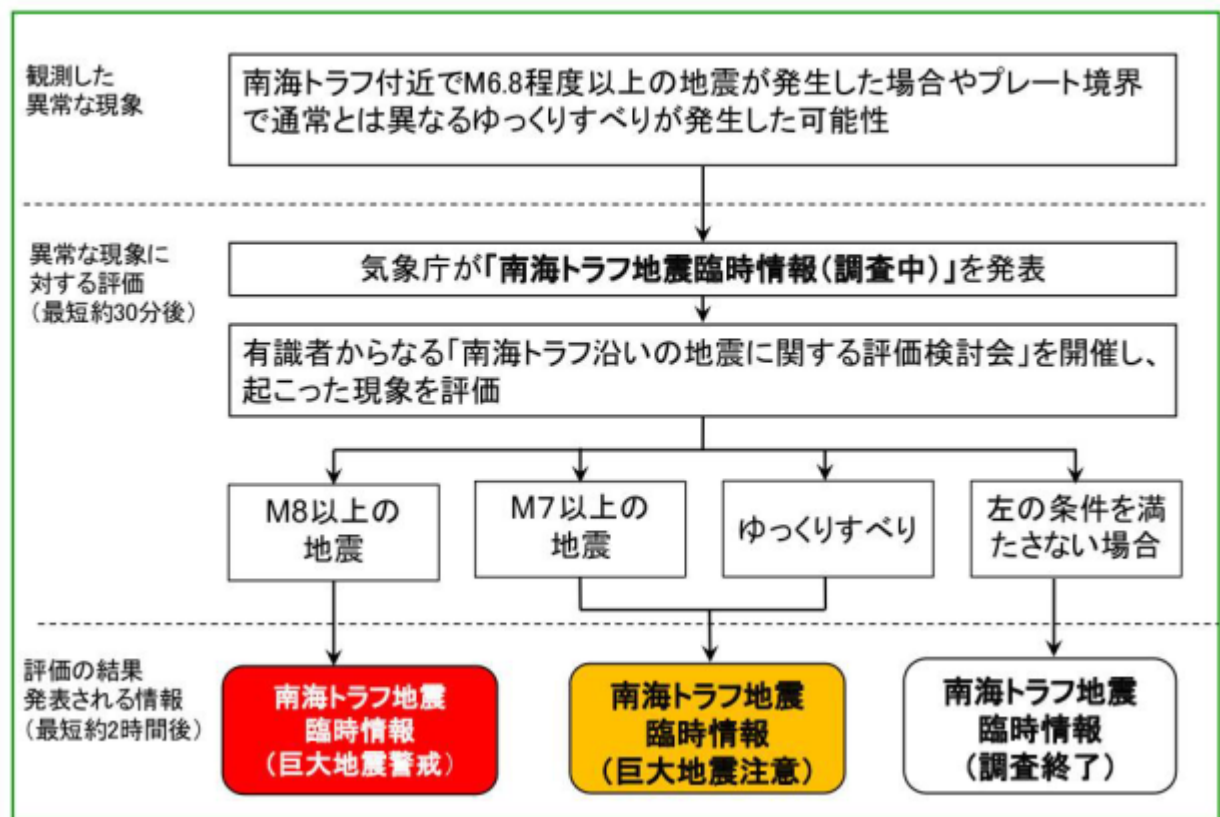 観測した
異常な現象
南海トラフ付近でM6.8程度以上の地震が発生した場合やプレート境界
で通常とは異なるゆっくりすべりが発生した可能性
異常な現象に
対する評価
(最短約30分後)
気象庁が「南海トラフ地震臨時情報(調査中)」を発表
有識者からなる「南海トラフ沿いの地震に関する評価検討会」を開催し、
起こった現象を評価
M8以上の
地震
M7以上の
地震
ゆっくりすべり
左の条件を満
たさない場合
評価の結果
発表される情報
(最短約2時間後)
南海トラフ地震
臨時情報
(巨大地震警戒)
南海トラフ地震
臨時情報
(巨大地震注意)
南海トラフ地震
臨時情報
(調査終了)